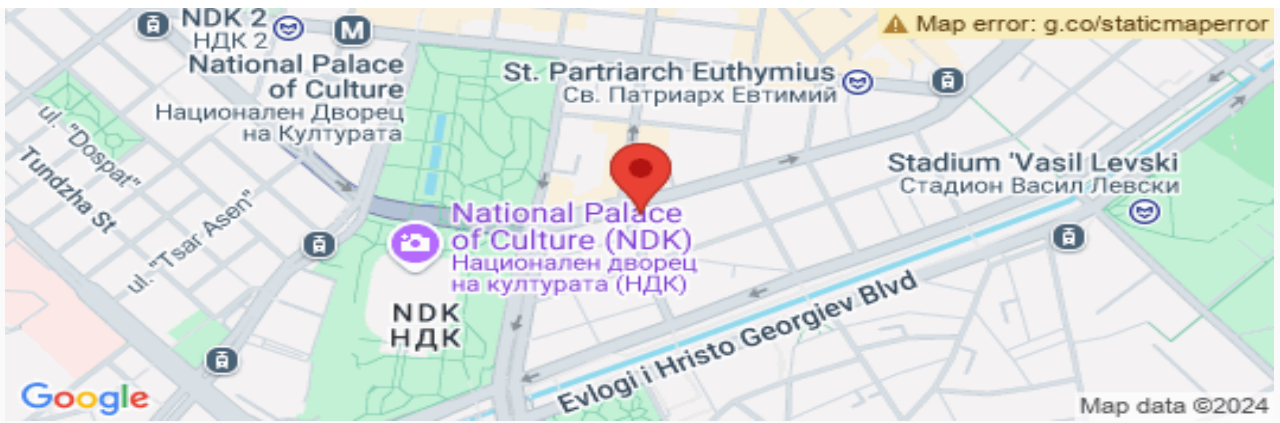 NDK 2
НДК 2
M
Map error: g.co/staticmaperror
National Palace
of Culture
Национален Дворец
на Културата
St. Partriarch Euthymius
Св. Патриарх Евтимий
ul. "Dospat"
Tundzha St
ul. "Tsar Asen"
Stadium 'Vasil Levski
Стадион Васил Левски
National Palace
of Culture (NDK)
Национален дворец
на културата (НДК)
NDK
НДК
Evlogi i Hristo Georgiev Blvd
Google
Map data ©2024